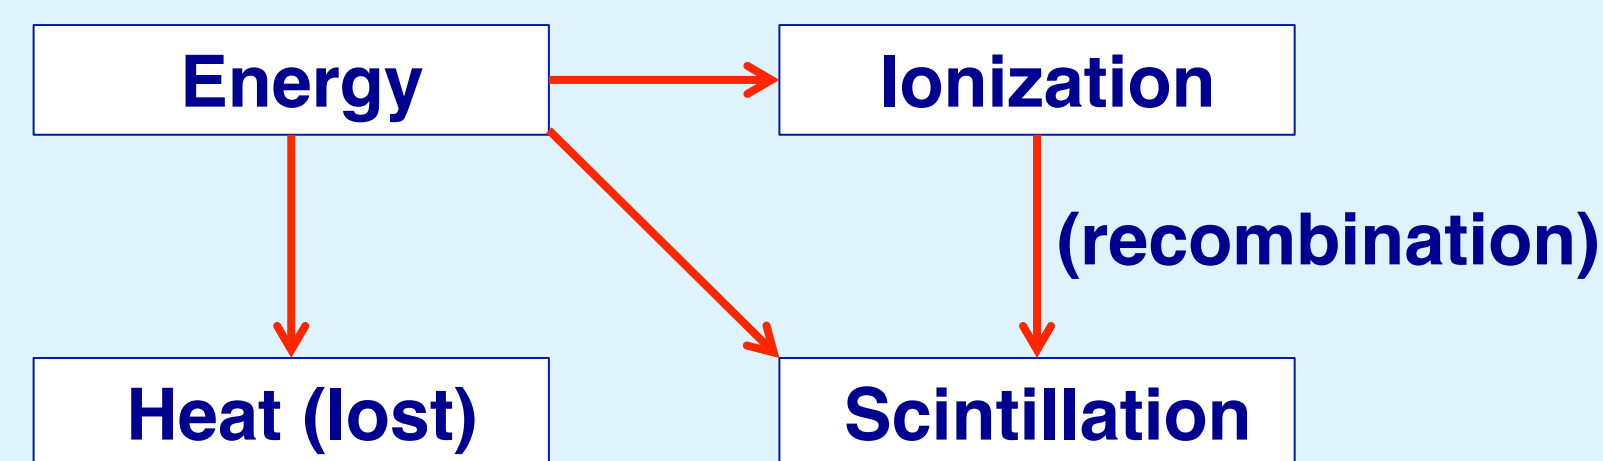 Energy
Ionization
(recombination)
Heat (lost)
Scintillation